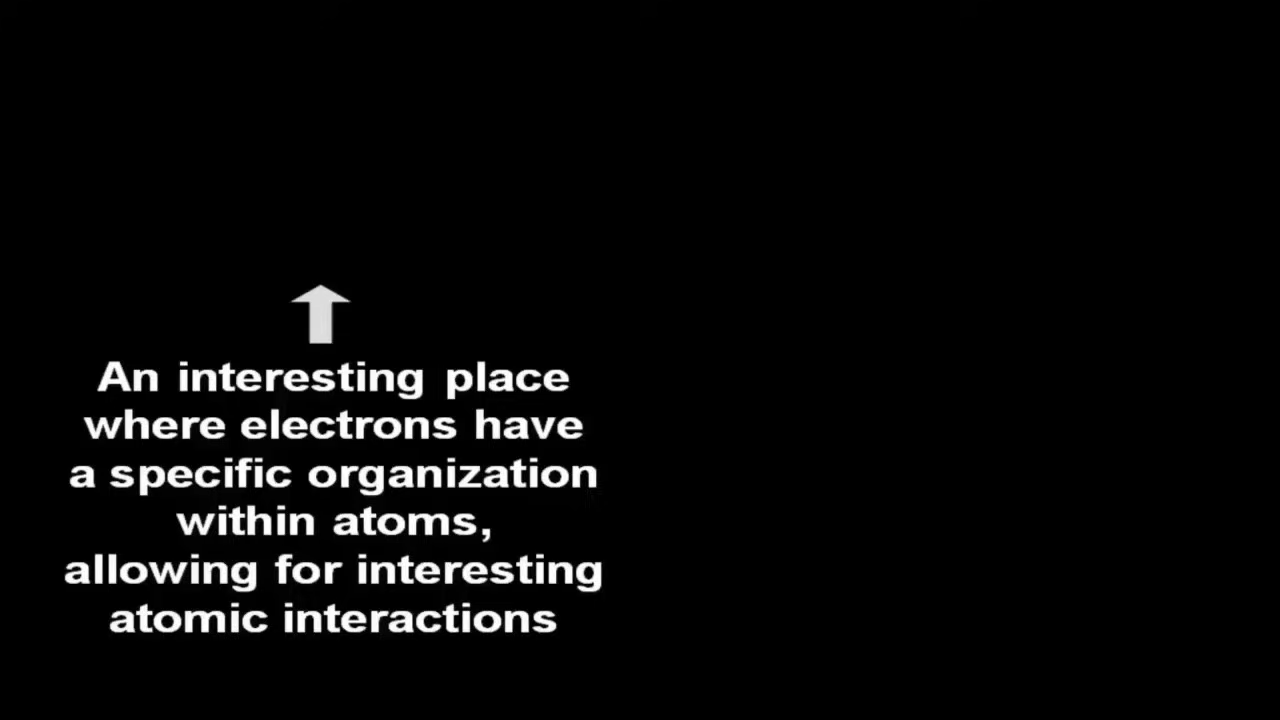 An interesting place
where electrons have
a specific organization
within atoms,
allowing for interesting
atomic interactions